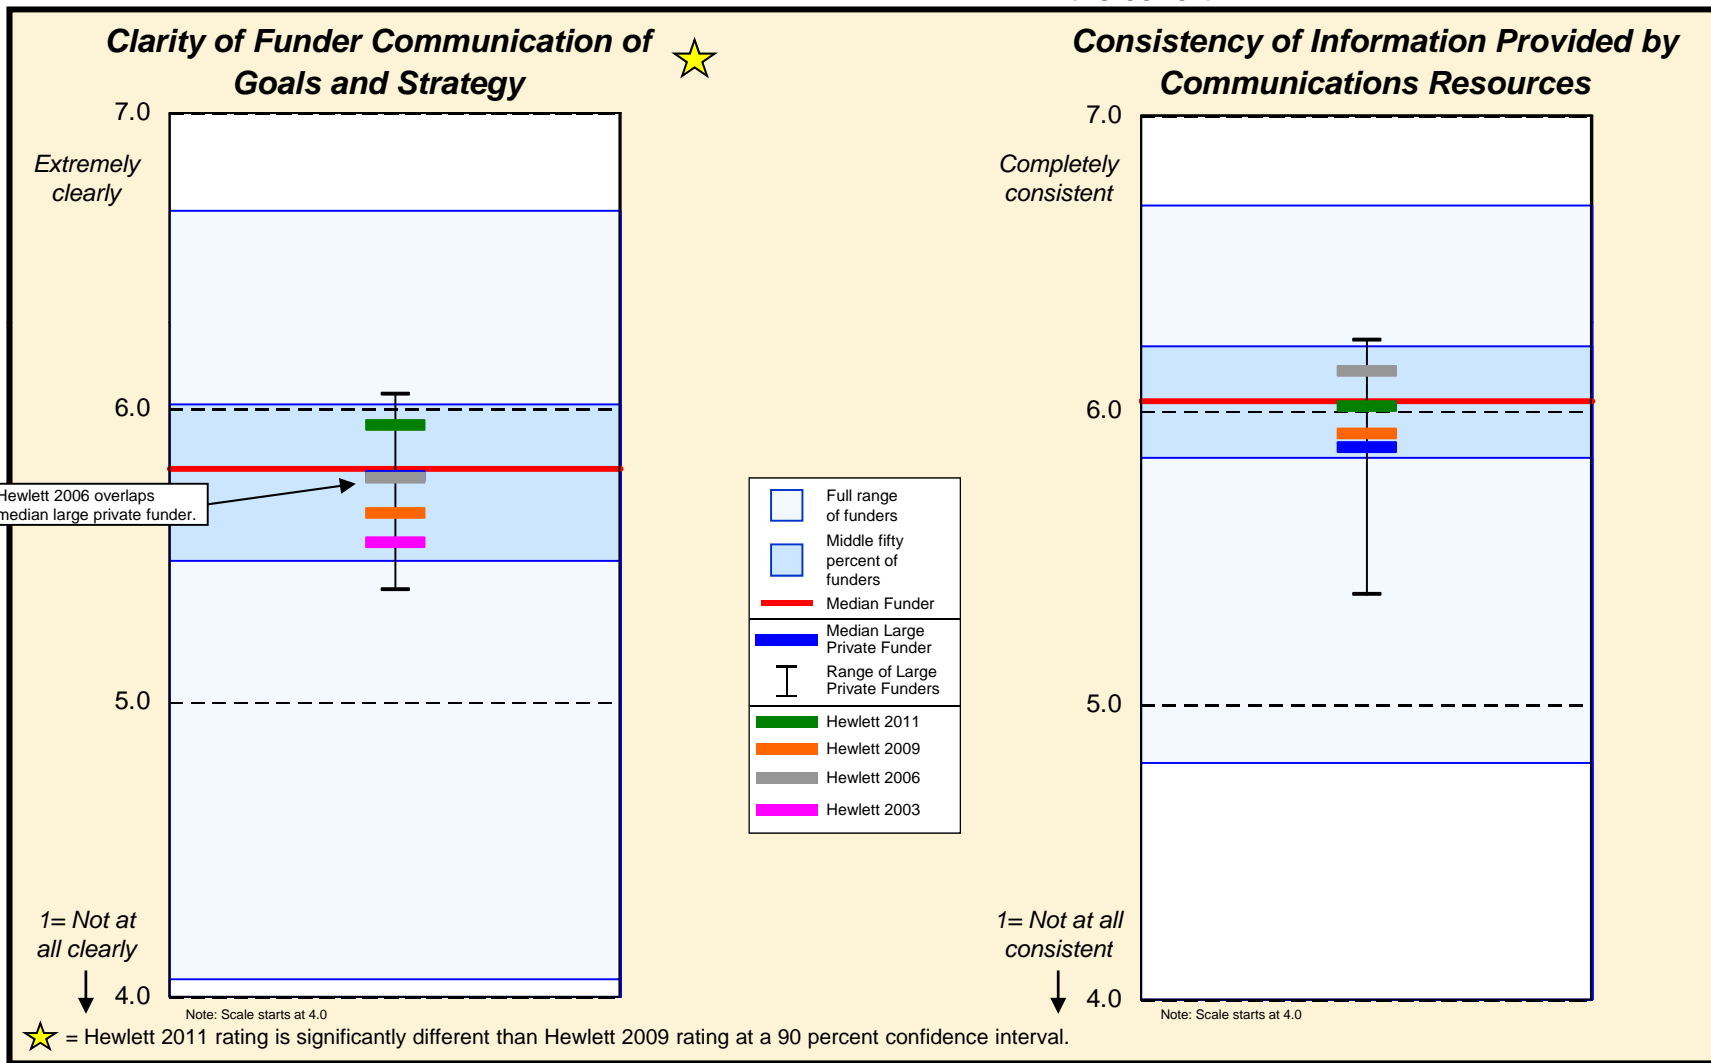 Clarity of Funder Communication of
Goals and Strategy
7.0
Extremely
clearly
6.0
Hewlett 2006 overlaps
median large private funder.
5.0
1= Not at
all clearly
4.0
Note: Scale starts at 4.0
Full range
of funders
Middle fifty
percent of
funders
Median Funder
Median Large
Private Funder
Range of Large
Private Funders
Hewlett 2011
Hewlett 2009
Hewlett 2006
Hewlett 2003
Consistency of Information Provided by
Communications Resources
7.0
Completely
consistent
6.0
5.0
1= Not at all
consistent
4.0
Note: Scale starts at 4.0
= Hewlett 2011 rating is significantly different than Hewlett 2009 rating at a 90 percent confidence interval.